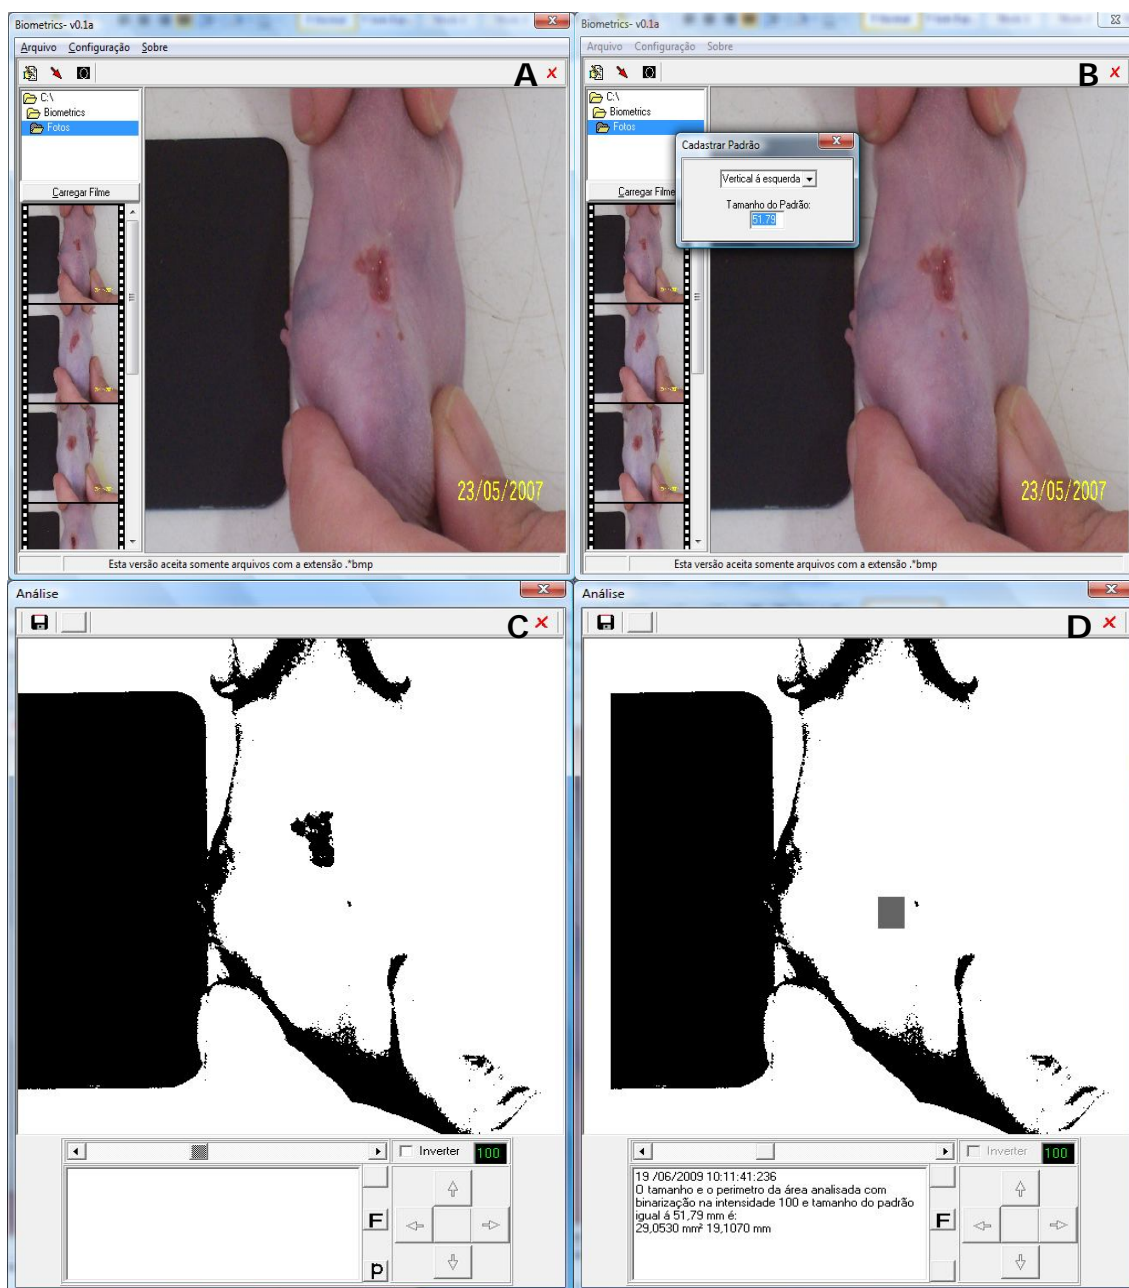 Biometrics- v0.1a
Arquivo Configuração Sobre
A
C:\
Biometrics
Fotos
Carregar Filme
23/05/2007
Esta versão aceita somente arquivos com a extensão .*bmp
Biometrics- v0.1a
Arquivo Configuração Sobre
B
C:\
Biometrics
Fotos
Carregar Filme
Cadastrar Padrão
Vertical á esquerda
Tamanho do Padrão:
51.79
23/05/2007
Esta versão aceita somente arquivos com a extensão .*bmp
Análise
C
Inverter 100
F
p
Análise
D
Inverter 100
19 /06/2009 10:11:41:236
O tamanho e o perimetro da área analisada com
binarização na intensidade 100 e tamanho do padrão
igual á 51,79 mm é:
29,0530 mm² 19,1070 mm
F